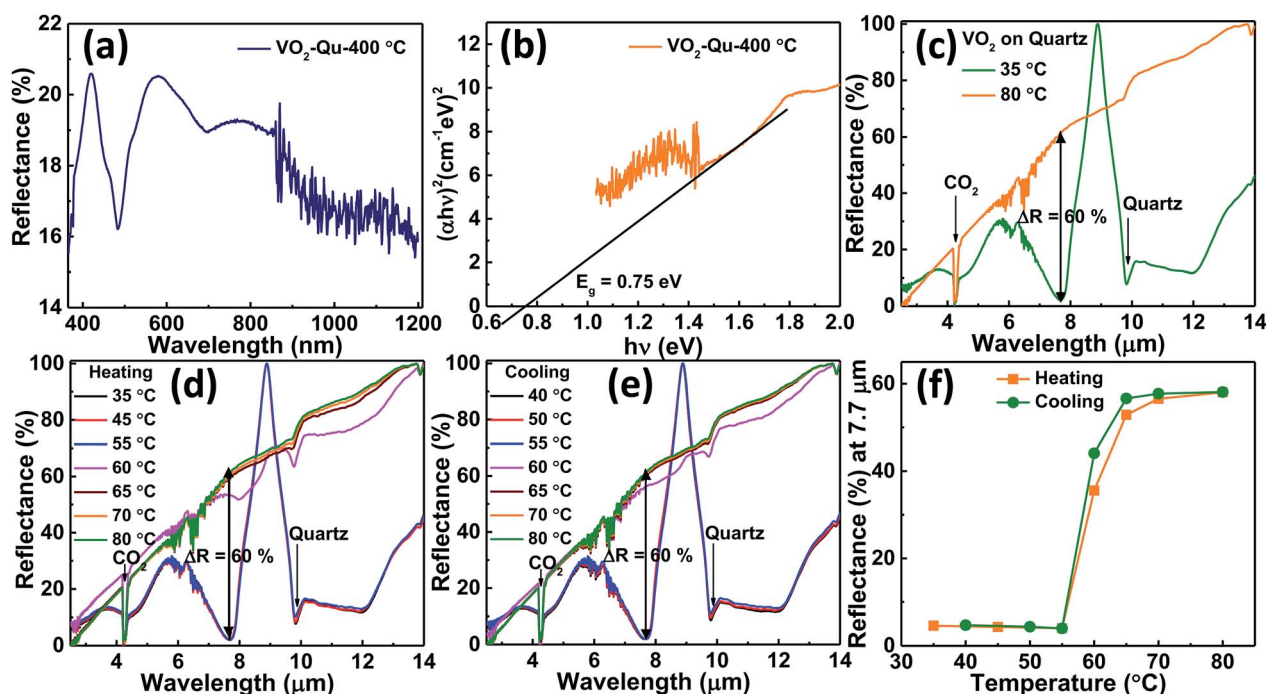 (a)
VO₂-Qu-400 °C
Reflectance (%)
22
20
18
16
14
400
600
800
1000
1200
Wavelength (nm)
(b)
VO₂-Qu-400 °C
(αhν)²(cm⁻¹eV)²
12
10
8
6
4
2
0
E_g = 0.75 eV
0.6
0.8
1.0
1.2
1.4
1.6
1.8
2.0
hν (eV)
(c)
VO₂ on Quartz
35 °C
80 °C
Reflectance (%)
100
80
60
40
20
0
CO₂
ΔR = 60 %
Quartz
4
6
8
10
12
14
Wavelength (μm)
(d)
Heating
35 °C
45 °C
55 °C
60 °C
65 °C
70 °C
80 °C
Reflectance (%)
100
80
60
40
20
0
CO₂
ΔR = 60 %
Quartz
4
6
8
10
12
14
Wavelength (μm)
(e)
Cooling
40 °C
50 °C
55 °C
60 °C
65 °C
70 °C
80 °C
Reflectance (%)
100
80
60
40
20
0
CO₂
ΔR = 60 %
Quartz
4
6
8
10
12
14
Wavelength (μm)
(f)
Heating
Cooling
Reflectance (%) at 7.7 μm
60
40
20
0
30
40
50
60
70
80
Temperature (°C)